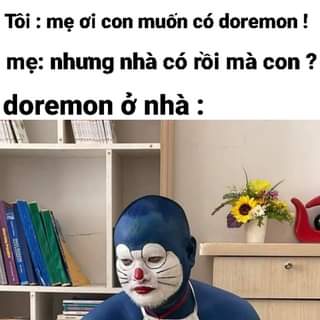 Tôi : mẹ ơi con muốn có doremon !
mẹ: nhưng nhà có rồi mà con ?
doremon ở nhà :